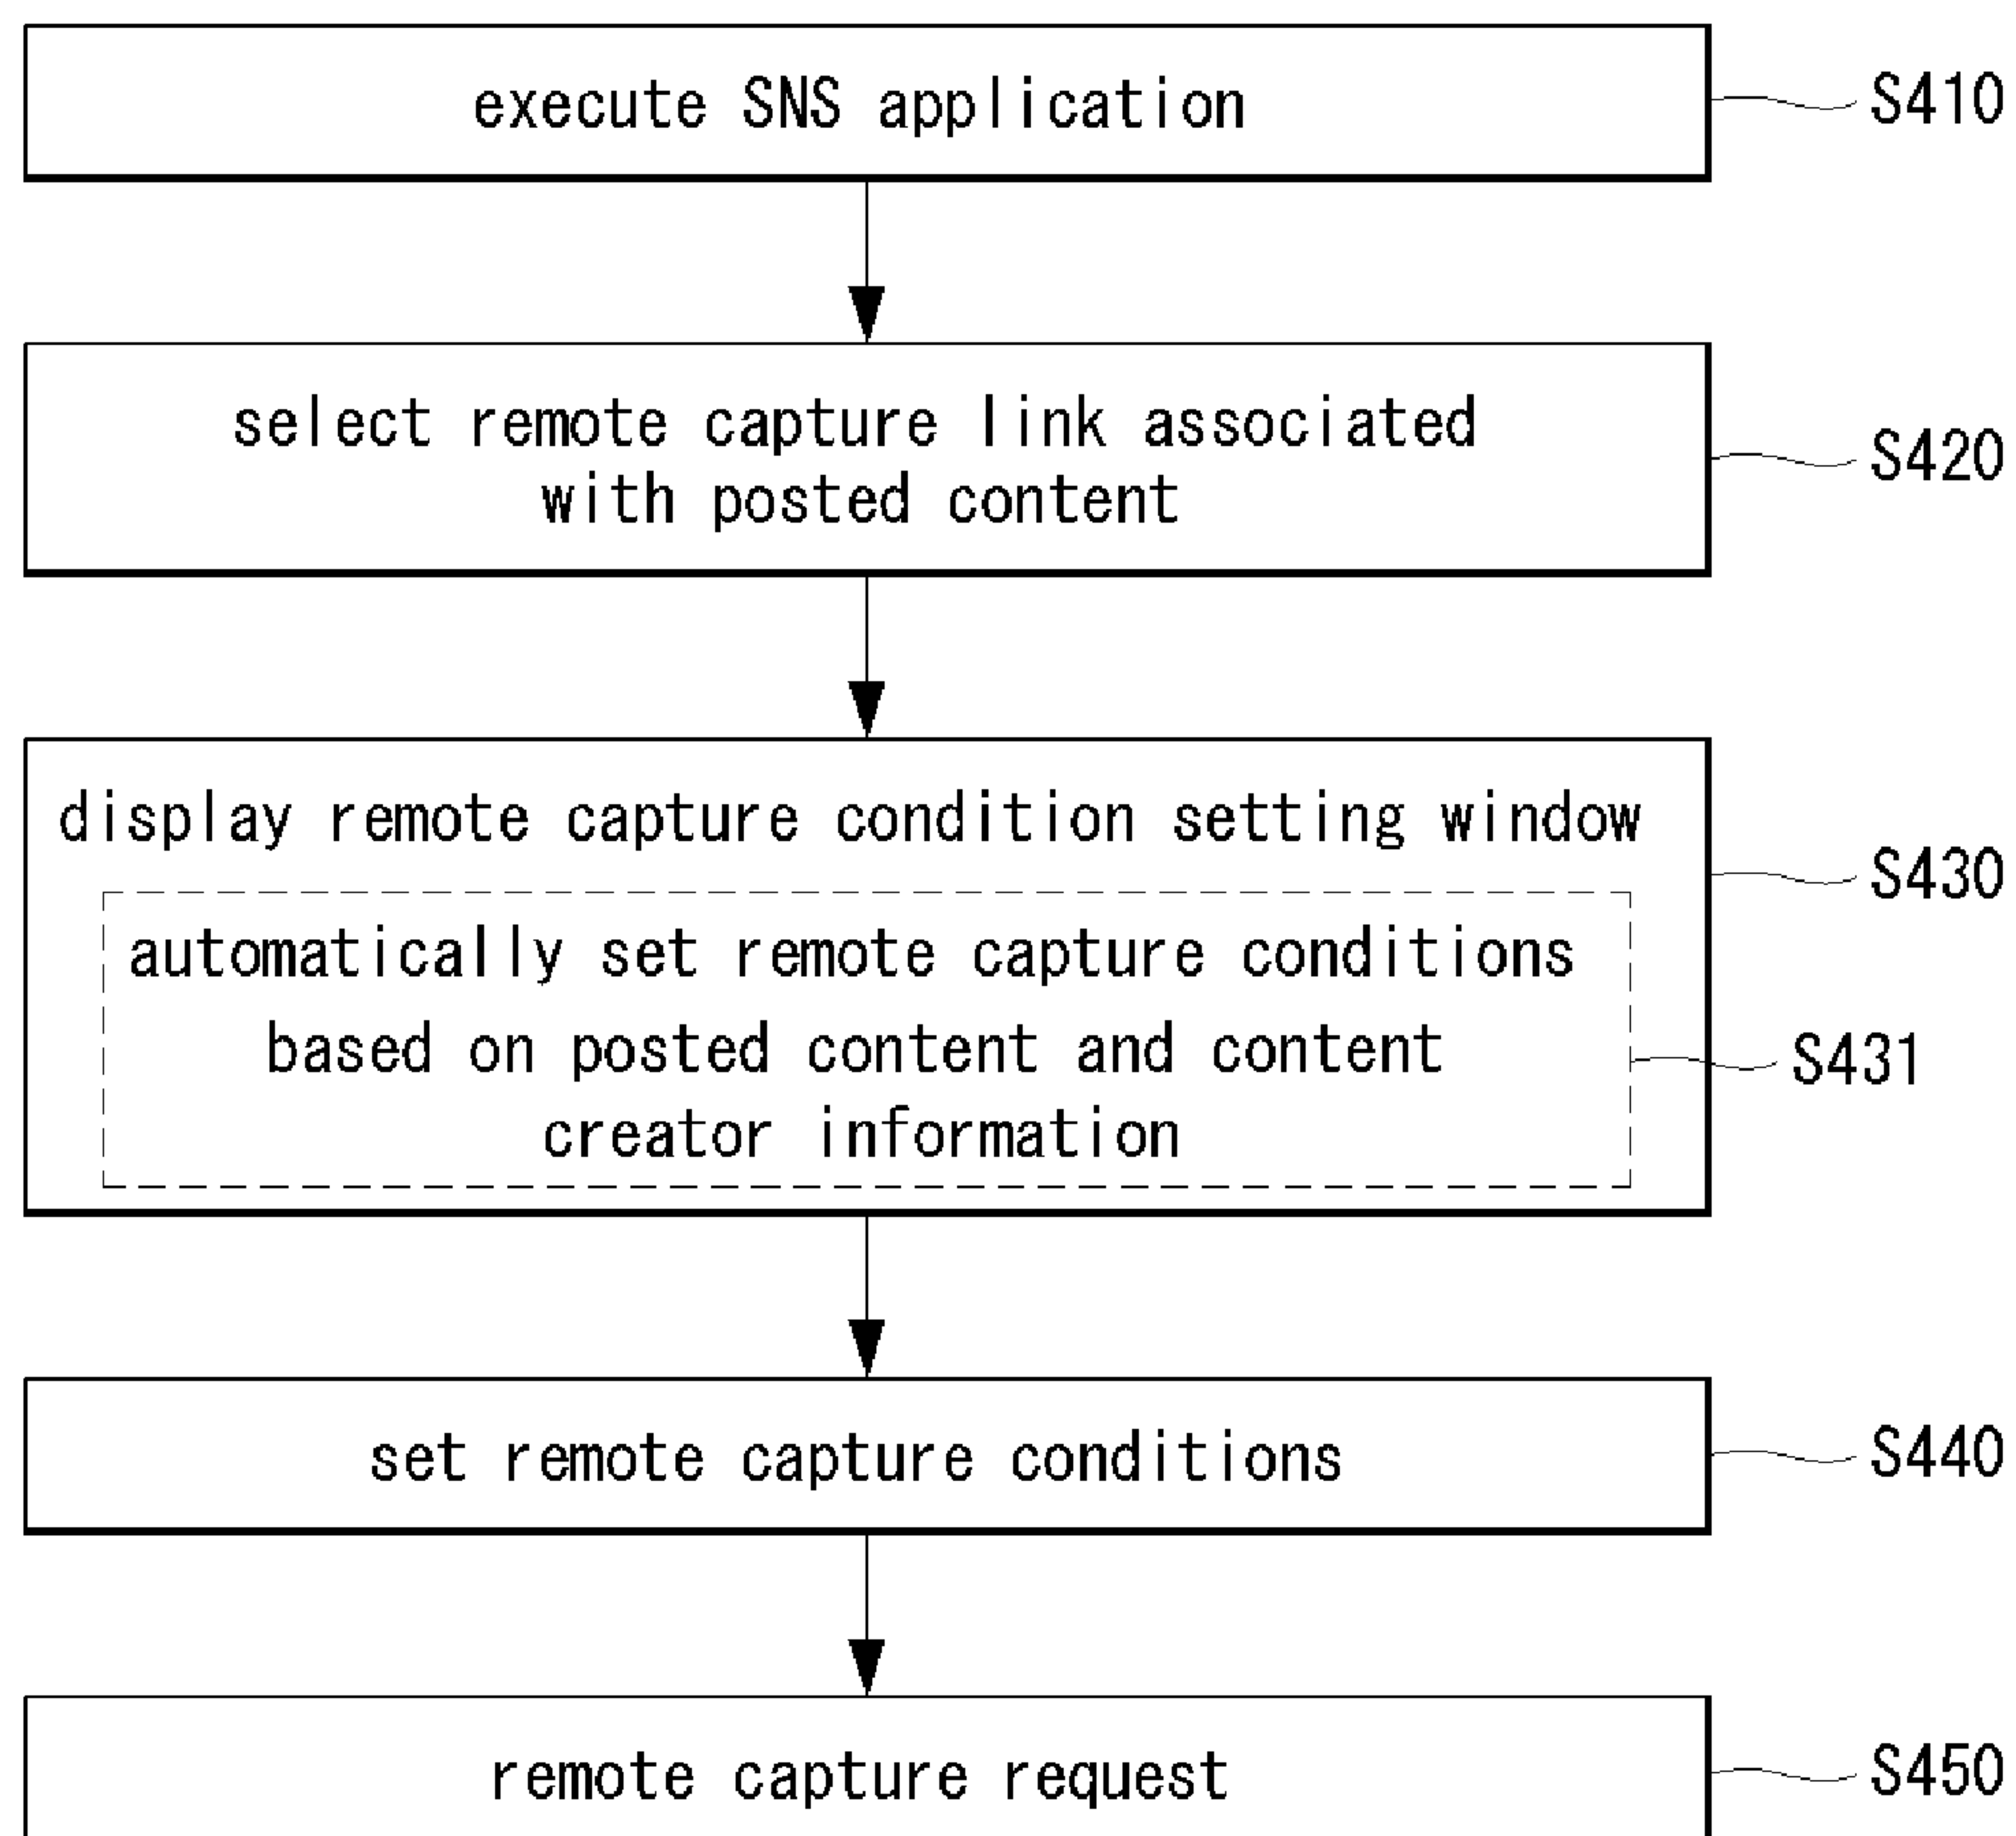 execute SNS application
S410
select remote capture link associated
with posted content
S420
display remote capture condition setting window
S430
automatically set remote capture conditions
based on posted content and content
creator information
S431
set remote capture conditions
S440
remote capture request
S450